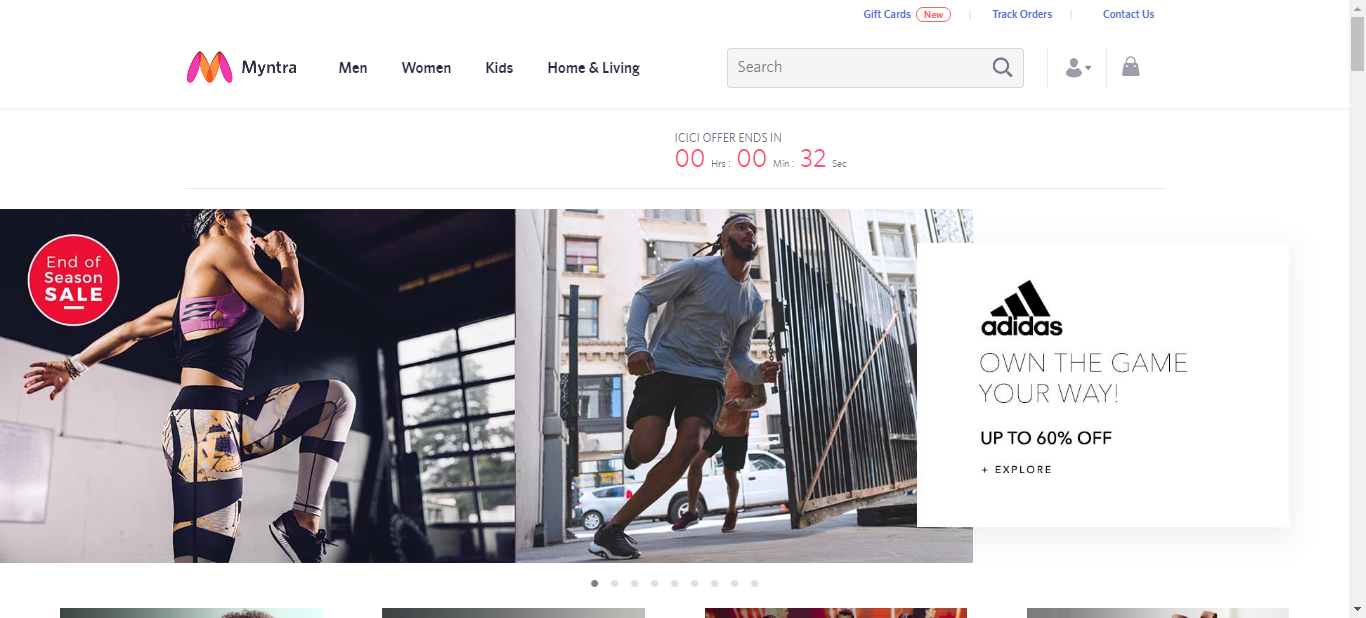 Gift Cards New Track Orders Contact Us
Myntra Men Women Kids Home & Living Search
ICICI OFFER ENDS IN
00 Hrs : 00 Min : 32 Sec
End of
Season
SALE
adidas
OWN THE GAME
YOUR WAY!
UP TO 60% OFF
+ EXPLORE